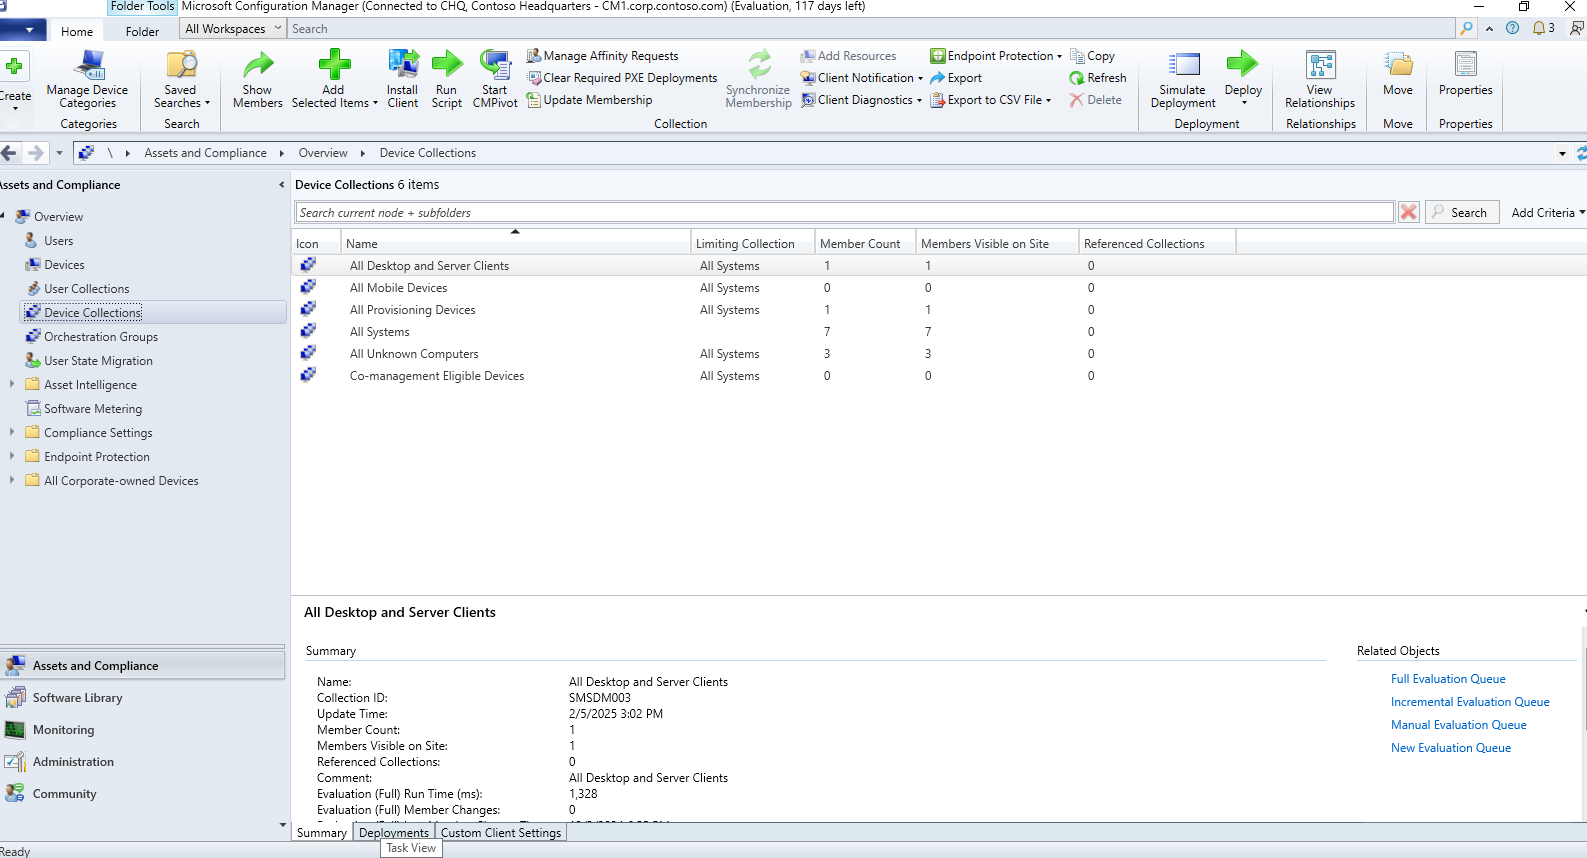 Folder Tools Microsoft Configuration Manager (Connected to CHQ, Contoso Headquarters - CM1.corp.contoso.com) (Evaluation, 117 days left)
Home Folder All Workspaces Search 3
Create
Manage Device Categories
Categories
Saved Searches
Search
Show Members
Add Selected Items
Install Client
Run Script
Start CMPivot
Manage Affinity Requests
Clear Required PXE Deployments
Update Membership
Synchronize Membership
Add Resources
Client Notification
Client Diagnostics
Endpoint Protection
Export
Export to CSV File
Copy
Refresh
Delete
Collection
Simulate Deployment
Deploy
Deployment
View Relationships
Relationships
Move
Move
Properties
Properties
\ Assets and Compliance Overview Device Collections
Assets and Compliance
Overview
Users
Devices
User Collections
Device Collections
Orchestration Groups
User State Migration
Asset Intelligence
Software Metering
Compliance Settings
Endpoint Protection
All Corporate-owned Devices
Assets and Compliance
Software Library
Monitoring
Administration
Community
Device Collections 6 items
Search current node + subfolders Search Add Criteria
Icon Name Limiting Collection Member Count Members Visible on Site Referenced Collections
All Desktop and Server Clients All Systems 1 1 0
All Mobile Devices All Systems 0 0 0
All Provisioning Devices All Systems 1 1 0
All Systems 7 7 0
All Unknown Computers All Systems 3 3 0
Co-management Eligible Devices All Systems 0 0 0
All Desktop and Server Clients
Summary
Name: All Desktop and Server Clients
Collection ID: SMSDM003
Update Time: 2/5/2025 3:02 PM
Member Count: 1
Members Visible on Site: 1
Referenced Collections: 0
Comment: All Desktop and Server Clients
Evaluation (Full) Run Time (ms): 1,328
Evaluation (Full) Member Changes: 0
Related Objects
Full Evaluation Queue
Incremental Evaluation Queue
Manual Evaluation Queue
New Evaluation Queue
Summary Deployments Custom Client Settings
Task View
Ready